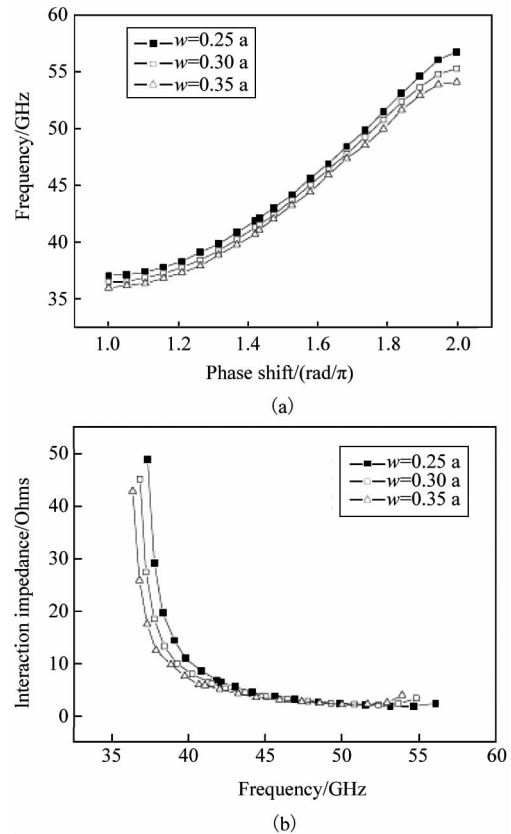 60
55
50
45
40
35
Frequency/GHz
w=0.25 a
w=0.30 a
w=0.35 a
1.0 1.2 1.4 1.6 1.8 2.0
Phase shift/(rad/π)
(a)
50
40
30
20
10
0
Interaction impedance/Ohms
w=0.25 a
w=0.30 a
w=0.35 a
35 40 45 50 55 60
Frequency/GHz
(b)